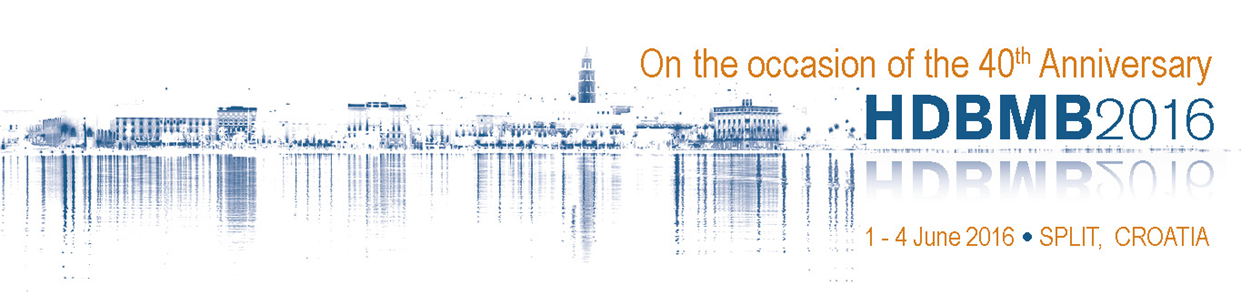 On the occasion of the 40th Anniversary
HDBMB2016
1 - 4 June 2016 • SPLIT, CROATIA